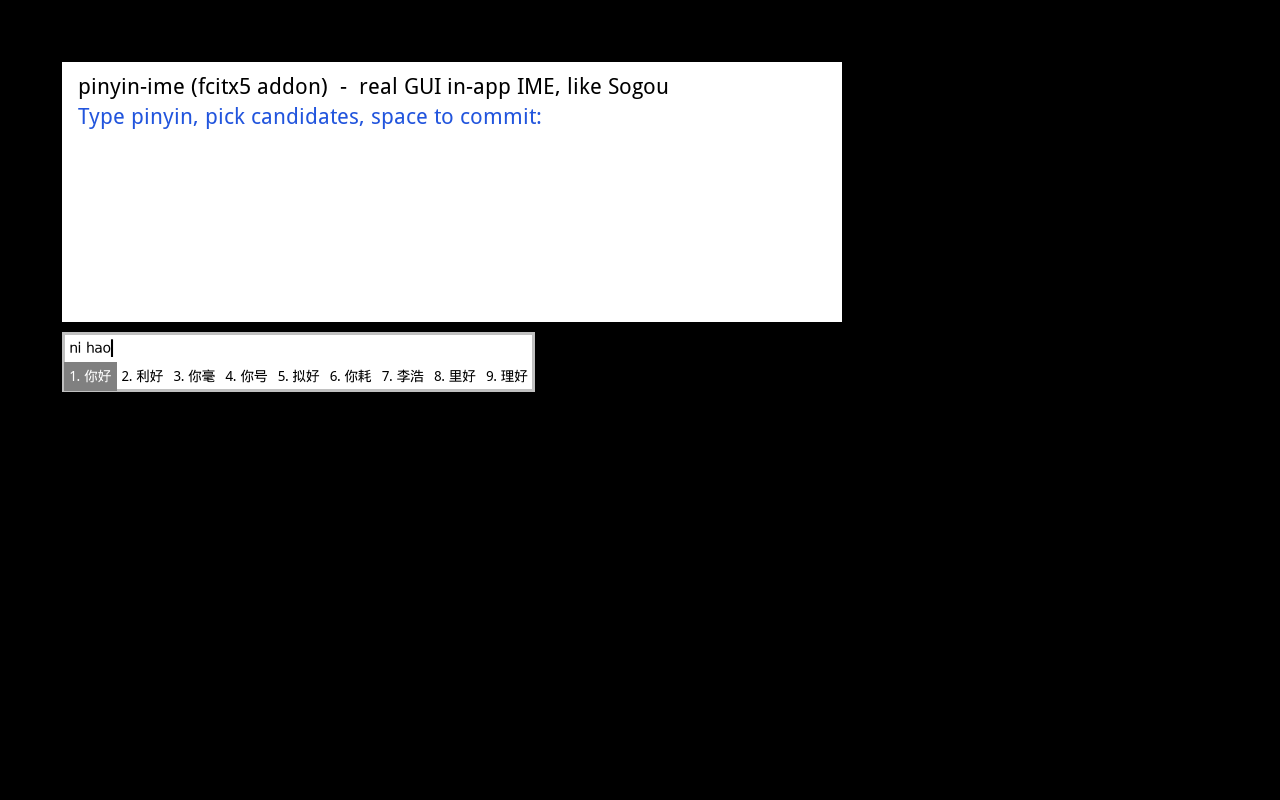 pinyin-ime (fcitx5 addon)  -  real GUI in-app IME, like Sogou
Type pinyin, pick candidates, space to commit:
ni hao
1. 你好 2. 利好 3. 你毫 4. 你号 5. 拟好 6. 你耗 7. 李浩 8. 里好 9. 理好